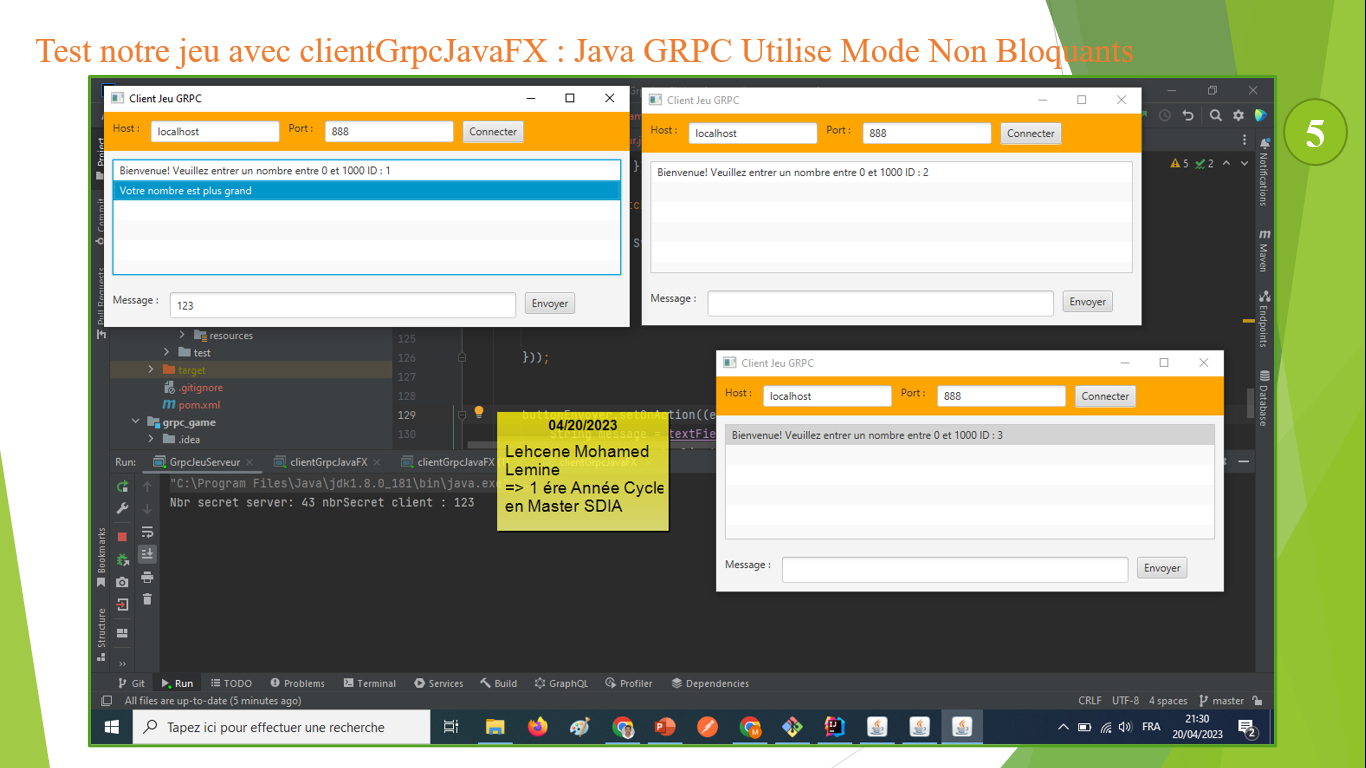 Test notre jeu avec clientGrpcJavaFX : Java GRPC Utilise Mode Non Bloquants
5
Client Jeu GRPC
Host :
localhost
Port :
888
Connecter
Bienvenue! Veuillez entrer un nombre entre 0 et 1000 ID : 1
Votre nombre est plus grand
Message :
123
Envoyer
Client Jeu GRPC
Host :
localhost
Port :
888
Connecter
Bienvenue! Veuillez entrer un nombre entre 0 et 1000 ID : 2
Message :
Envoyer
Client Jeu GRPC
Host :
localhost
Port :
888
Connecter
Bienvenue! Veuillez entrer un nombre entre 0 et 1000 ID : 3
Message :
Envoyer
Project
Commit
Pull Requests
5 2
Notifications
Maven
Endpoints
Database
resources
test
target
.gitignore
pom.xml
grpc_game
.idea
125
126 }));
127
128
129 buttonEnvoyer.setOnAction((e
130 String message = textFie
04/20/2023
Lehcene Mohamed
Lemine
=> 1 ére Année Cycle
en Master SDIA
Run: GrpcJeuServeur clientGrpcJavaFX clientGrpcJavaFX
"C:\Program Files\Java\jdk1.8.0_181\bin\java.exe
Nbr secret server: 43 nbrSecret client : 123
Bookmarks
Structure
Git Run TODO Problems Terminal Services Build GraphQL Profiler Dependencies
All files are up-to-date (5 minutes ago)
CRLF UTF-8 4 spaces master
Tapez ici pour effectuer une recherche
FRA
21:30
20/04/2023
2